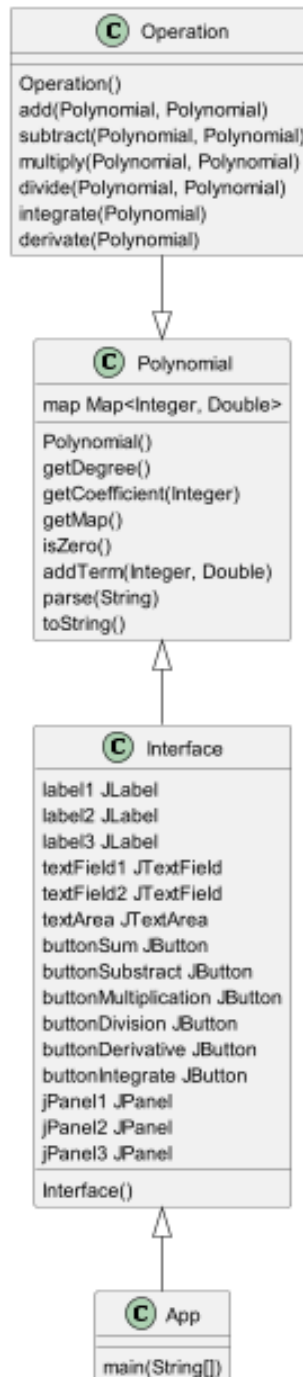 C Operation
Operation()
add(Polynomial, Polynomial)
subtract(Polynomial, Polynomial)
multiply(Polynomial, Polynomial)
divide(Polynomial, Polynomial)
integrate(Polynomial)
derivate(Polynomial)
C Polynomial
map Map<Integer, Double>
Polynomial()
getDegree()
getCoefficient(Integer)
getMap()
isZero()
addTerm(Integer, Double)
parse(String)
toString()
C Interface
label1 JLabel
label2 JLabel
label3 JLabel
textField1 JTextField
textField2 JTextField
textArea JTextArea
buttonSum JButton
buttonSubstract JButton
buttonMultiplication JButton
buttonDivision JButton
buttonDerivative JButton
buttonIntegrate JButton
jPanel1 JPanel
jPanel2 JPanel
jPanel3 JPanel
Interface()
C App
main(String[])